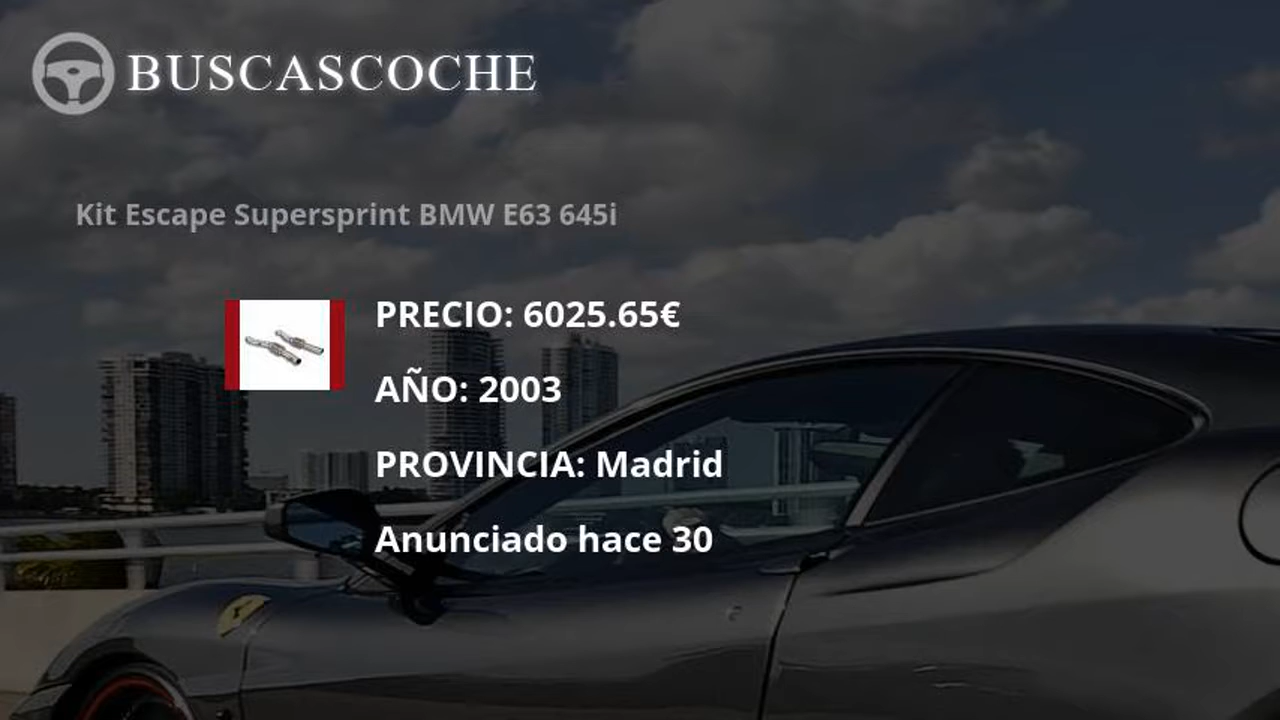 BUSCASCOCHE
Kit Escape Supersprint BMW E63 645i
PRECIO: 6025.65€
AÑO: 2003
PROVINCIA: Madrid
Anunciado hace 30